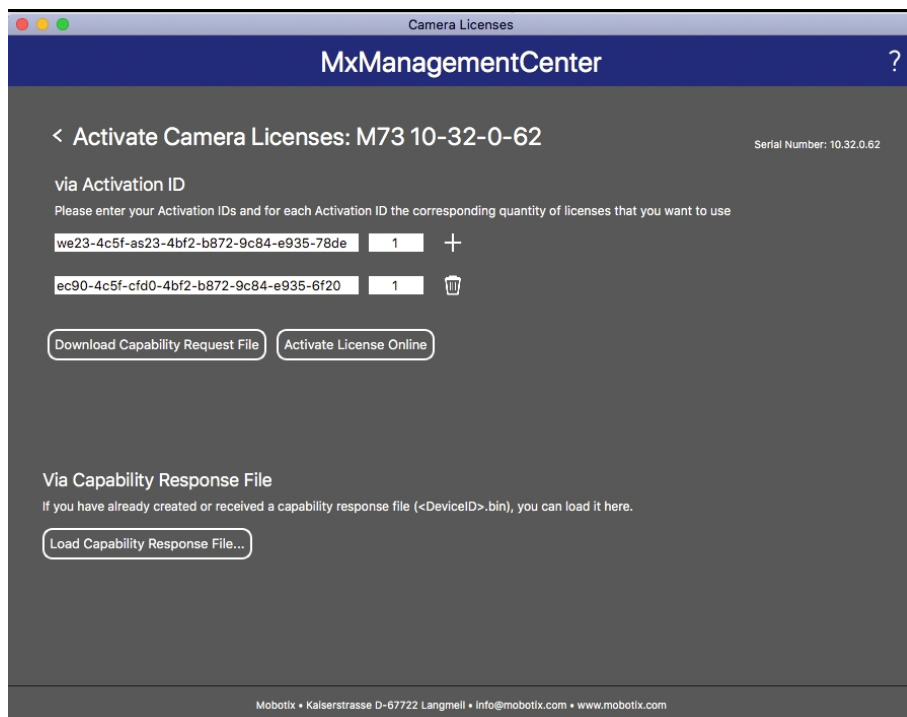 Camera Licenses
MxManagementCenter
?
< Activate Camera Licenses: M73 10-32-0-62
Serial Number: 10.32.0.62
via Activation ID
Please enter your Activation IDs and for each Activation ID the corresponding quantity of licenses that you want to use
we23-4c5f-as23-4bf2-b872-9c84-e935-78de 1 +
ec90-4c5f-cfd0-4bf2-b872-9c84-e935-6f20 1
Download Capability Request File Activate License Online
Via Capability Response File
If you have already created or received a capability response file (<DeviceID>.bin), you can load it here.
Load Capability Response File...
Mobotix • Kaiserstrasse D-67722 Langmeil • info@mobotix.com • www.mobotix.com